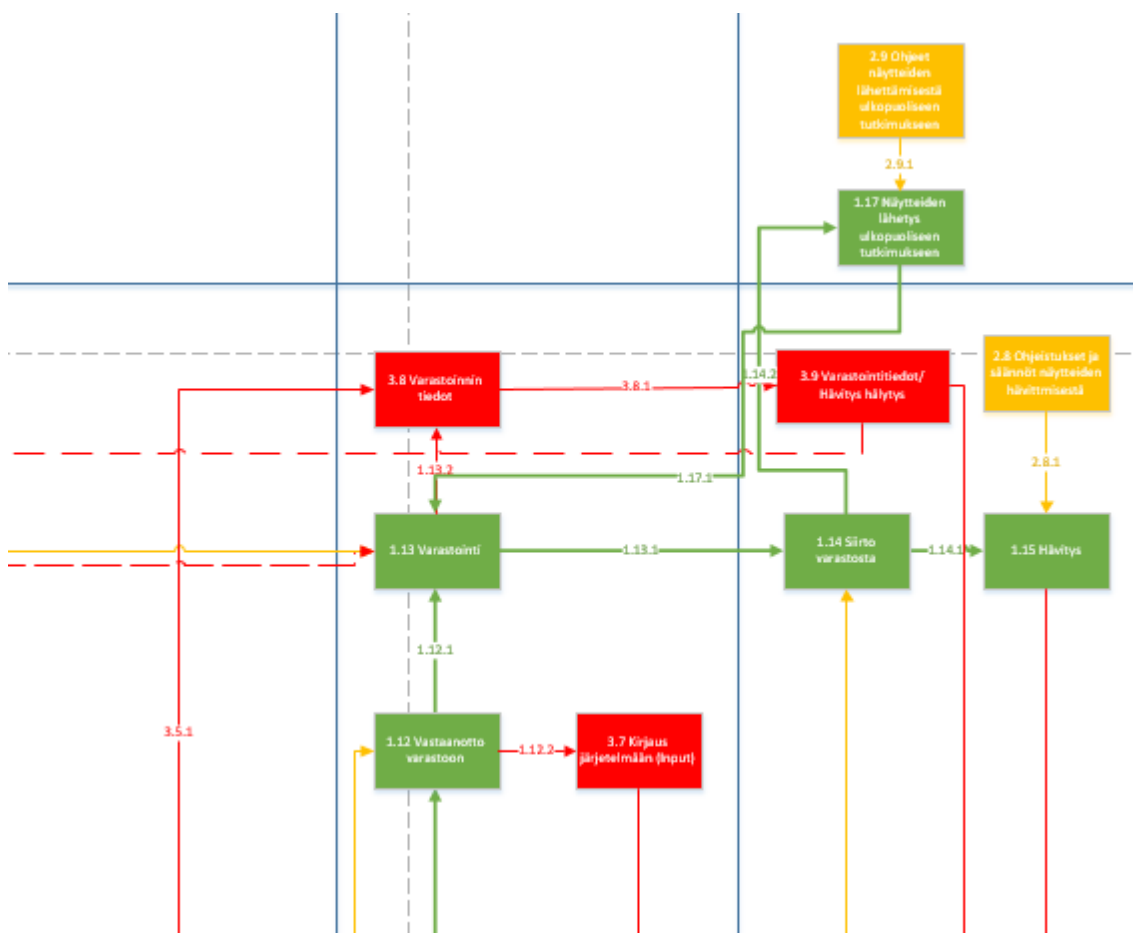 2.9 Ohjeet
näytteiden
lähettämisestä
ulkopuoliseen
tutkimukseen
2.9.1
1.17 Näytteiden
lähetys
ulkopuoliseen
tutkimukseen
3.8 Varastoinnin
tiedot
3.8.1
1.14.2
3.9 Varastointitiedot/
Hävitys hälytys
2.8 Ohjeistukset ja
säännöt näytteiden
hävittmisestä
1.13.2
1.17.1
2.8.1
1.13 Varastointi
1.13.1
1.14 Siirto
varastosta
1.14.1
1.15 Hävitys
1.12.1
3.5.1
1.12 Vastaanotto
varastoon
1.12.2
3.7 Kirjaus
järjetelmään (Input)